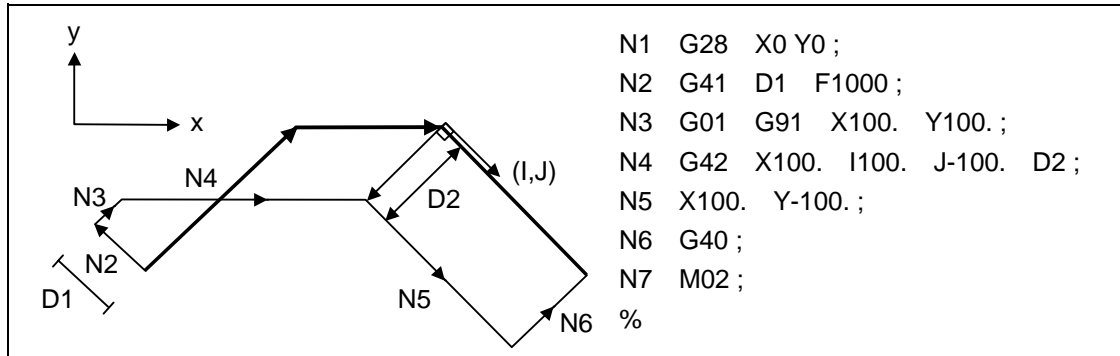 y
x
N4
N3
(I,J)
D2
N2
D1
N5
N6
N1 G28 X0 Y0 ;
N2 G41 D1 F1000 ;
N3 G01 G91 X100. Y100. ;
N4 G42 X100. I100. J-100. D2 ;
N5 X100. Y-100. ;
N6 G40 ;
N7 M02 ;
%